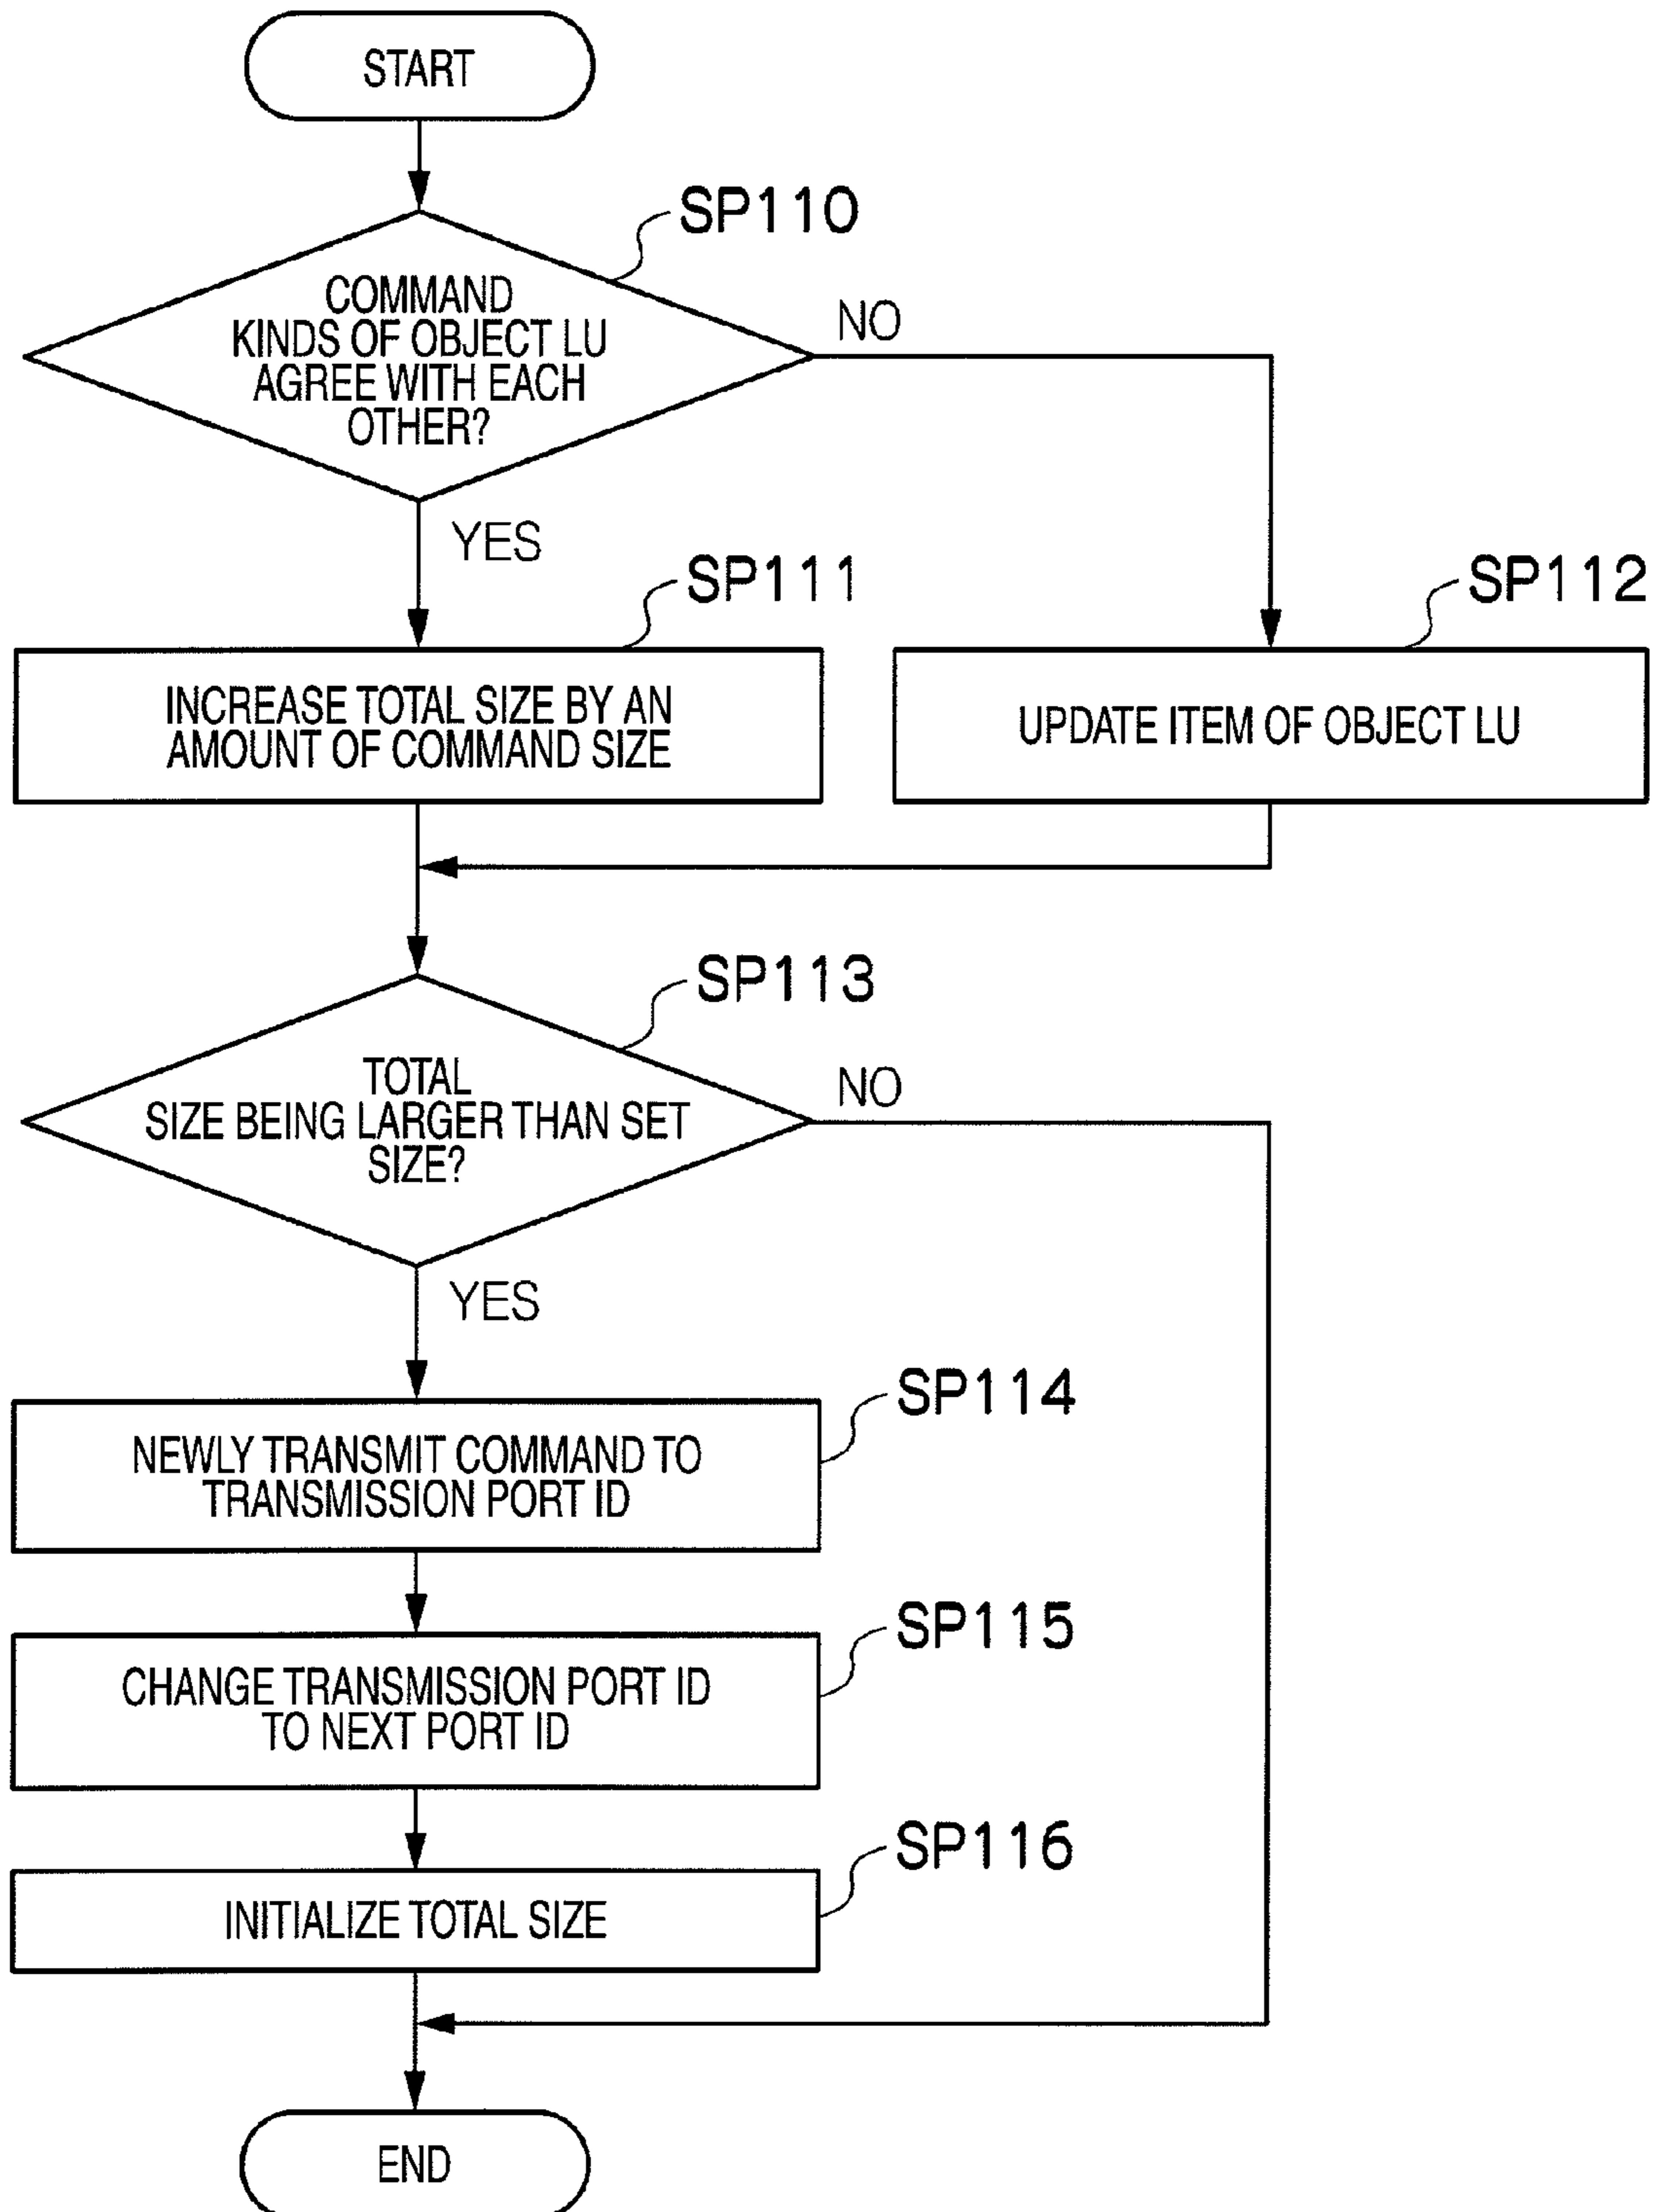 START
SP110
COMMAND
KINDS OF OBJECT LU
AGREE WITH EACH
OTHER?
NO
YES
SP111
SP112
INCREASE TOTAL SIZE BY AN
AMOUNT OF COMMAND SIZE
UPDATE ITEM OF OBJECT LU
SP113
TOTAL
SIZE BEING LARGER THAN SET
SIZE?
NO
YES
SP114
NEWLY TRANSMIT COMMAND TO
TRANSMISSION PORT ID
SP115
CHANGE TRANSMISSION PORT ID
TO NEXT PORT ID
SP116
INITIALIZE TOTAL SIZE
END